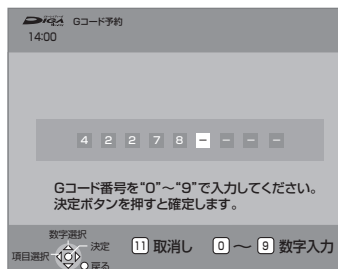 DIGA Gコード予約
14:00
4 2 2 7 8 - - - -
Gコード番号を"0"～"9"で入力してください。
決定ボタンを押すと確定します。
数字選択
決定
項目選択
戻る
11 取消し 0 ～ 9 数字入力